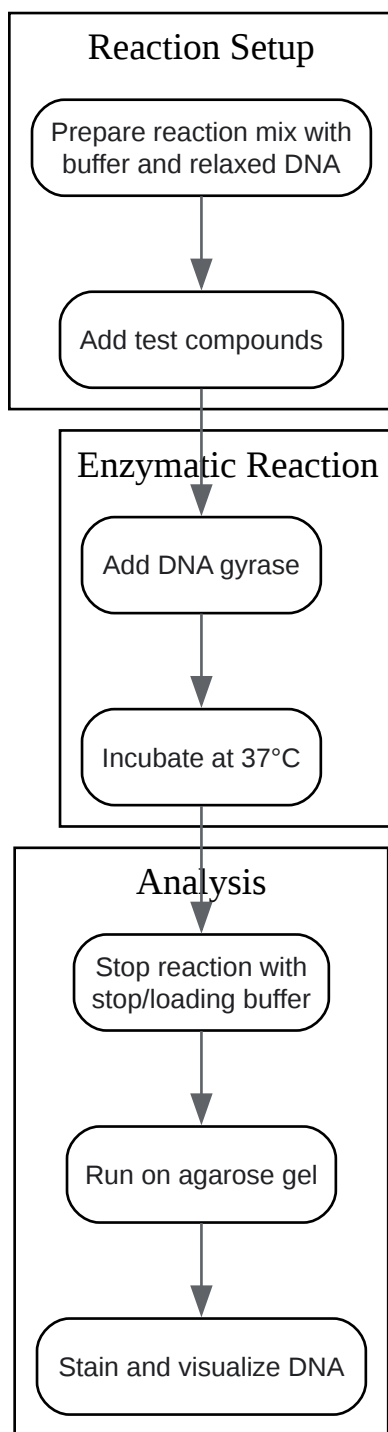 Reaction Setup
Prepare reaction mix with
buffer and relaxed DNA
Add test compounds
Enzymatic Reaction
Add DNA gyrase
Incubate at 37°C
Analysis
Stop reaction with
stop/loading buffer
Run on agarose gel
Stain and visualize DNA